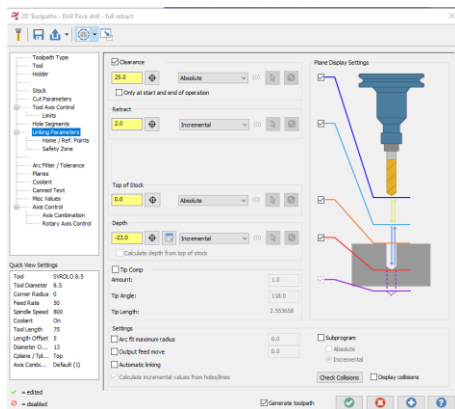 2D Toolpaths - Drill Peck drill - full retract
Toolpath Type
Tool
Holder
Stock
Cut Parameters
Tool Axis Control
Limits
Hole Segments
Linking Parameters
Home / Ref. Points
Safety Zone
Arc Filter / Tolerance
Planes
Coolant
Canned Text
Misc Values
Axis Control
Axis Combination
Rotary Axis Control
Quick View Settings
Tool SVRDLO 8.5
Tool Diameter 8.5
Corner Radius 0
Feed Rate 50
Spindle Speed 800
Coolant On
Tool Length 75
Length Offset 5
Diameter O... 13
Cplane / Tpl... Top
Axis Combi... Default (1)
= edited
= disabled
Clearance
25.0 Absolute (0)
Only at start and end of operation
Retract
2.0 Incremental (0)
Top of Stock
0.0 Absolute (0)
Depth
-23.0 Incremental (0)
Calculate depth from top of stock
Tip Comp
Amount: 1.0
Tip Angle: 118.0
Tip Length: 2.553658
Settings
Arc fit maximum radius 0.0
Output feed move 0.0
Automatic linking
Calculate incremental values from holes/lines
Plane Display Settings
Subprogram
Absolute
Incremental
Check Collisions Display collisions
Generate toolpath